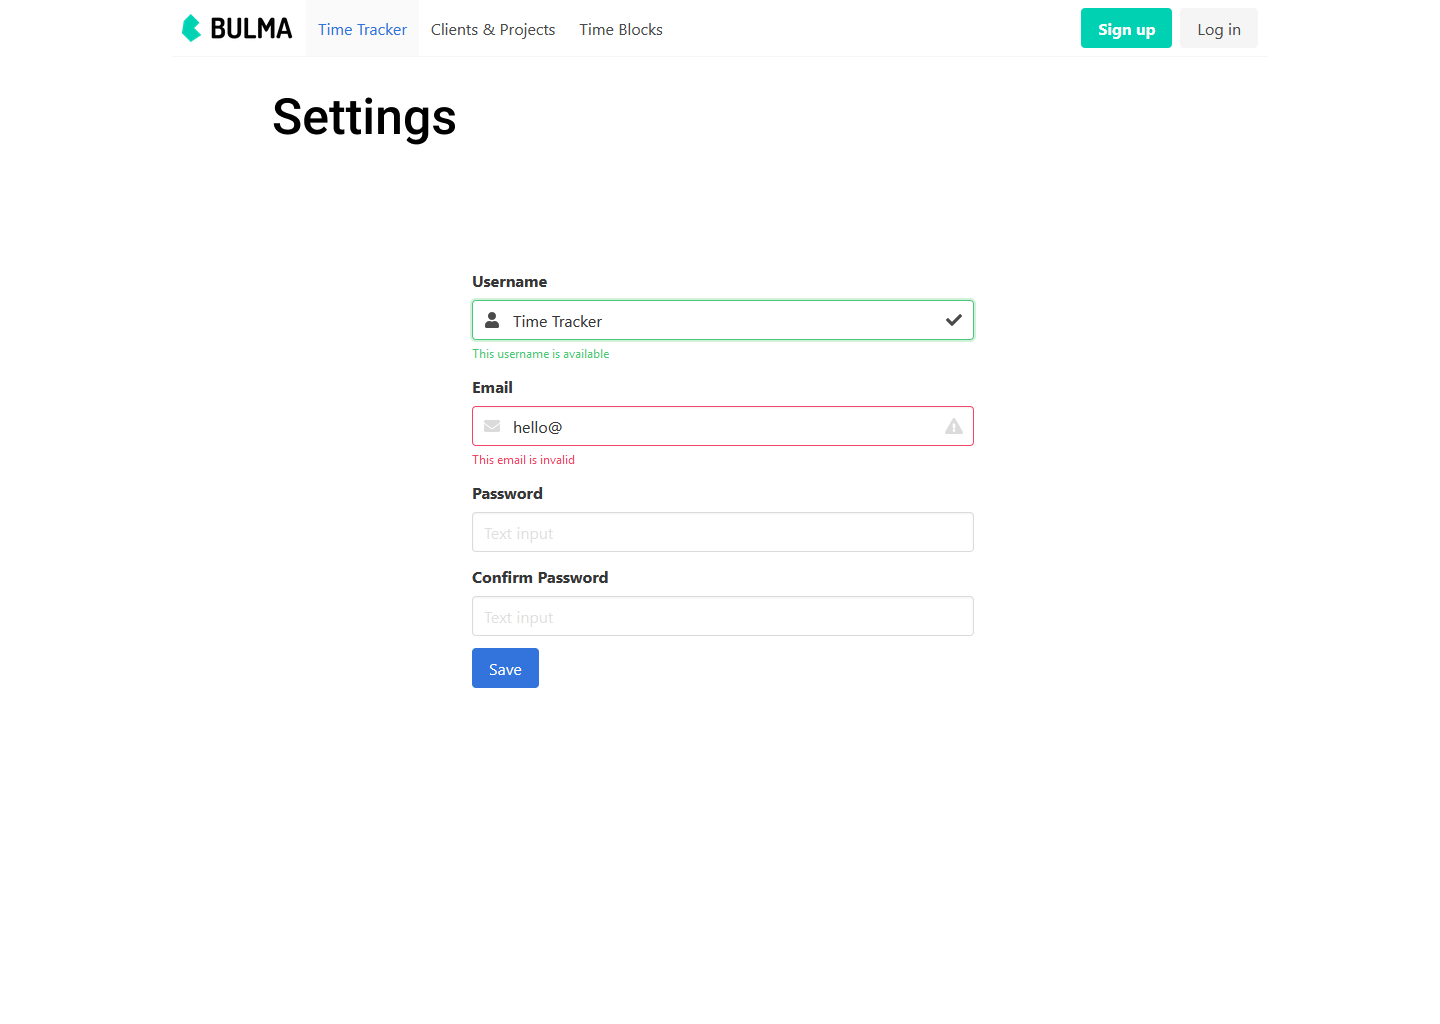 BULMA Time Tracker Clients & Projects Time Blocks Sign up Log in
Settings
Username
Time Tracker
This username is available
Email
hello@
This email is invalid
Password
Text input
Confirm Password
Text input
Save